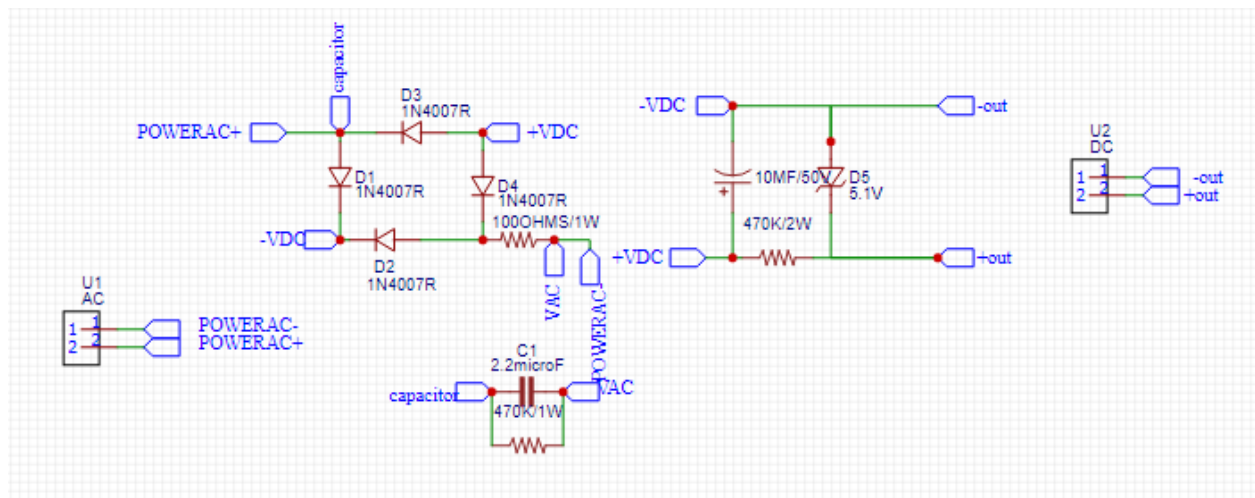 capacitor
D3
1N4007R
POWERAC+
+VDC
D1
1N4007R
D4
1N4007R
100OHMS/1W
-VDC
D2
1N4007R
VAC
POWERAC-
U1
AC
1 1
2 2
POWERAC-
POWERAC+
C1
2.2microF
capacitor
VAC
470K/1W
-VDC
-out
10MF/50V
+
D5
5.1V
470K/2W
+VDC
+out
U2
DC
1 1
2 2
-out
+out